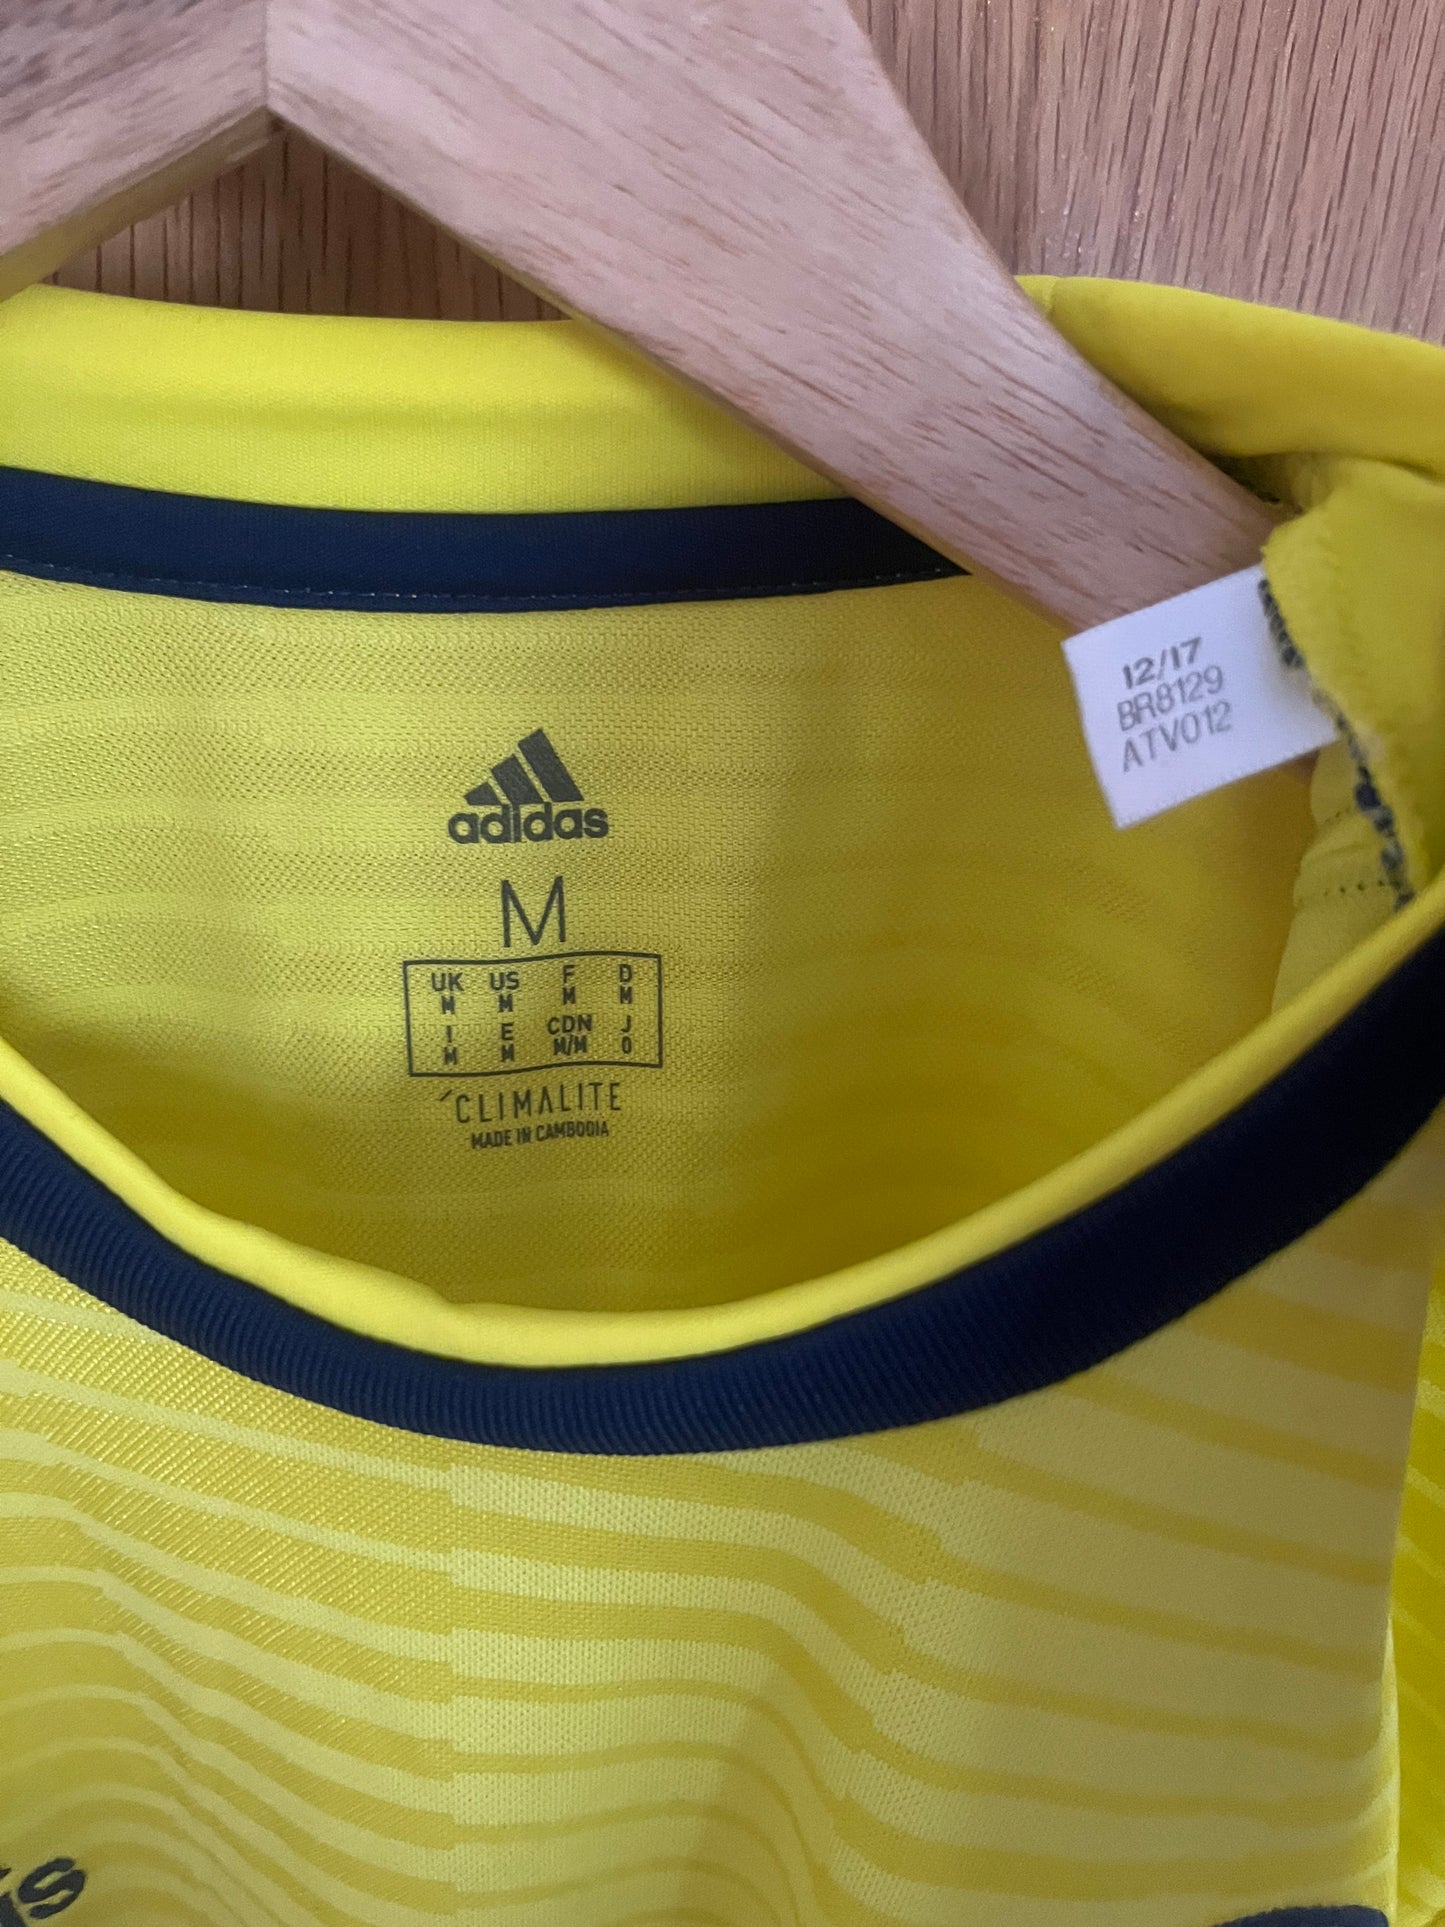 12/17
BR8129
ATV012
adidas
M
UK US F D
M M M M
I E CDN J
M M M/M O
CLIMALITE
MADE IN CAMBODIA